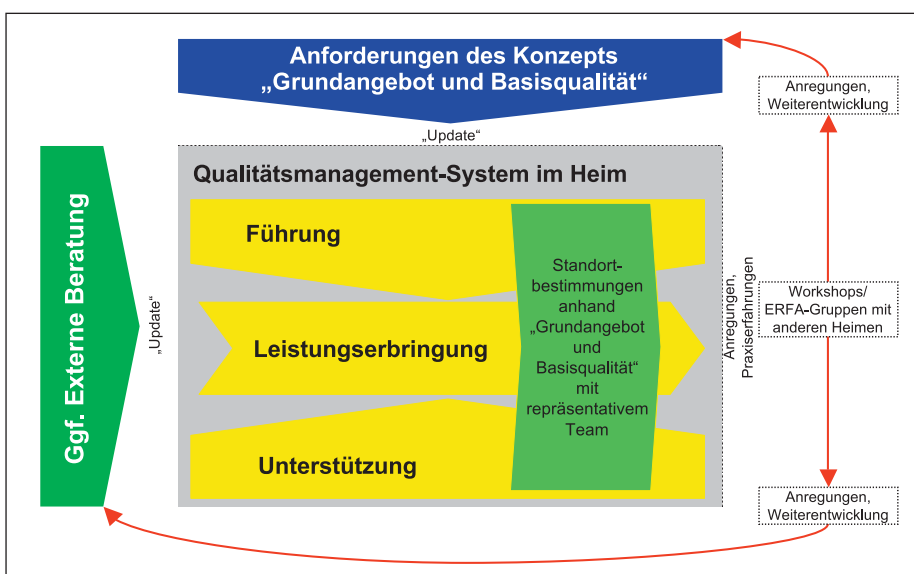 Anforderungen des Konzepts
„Grundangebot und Basisqualität“
„Update“
Anregungen,
Weiterentwicklung
Ggf. Externe Beratung
„Update“
Qualitätsmanagement-System im Heim
Führung
Leistungserbringung
Unterstützung
Standort-
bestimmungen
anhand
„Grundangebot
und
Basisqualität“
mit
repräsentativem
Team
Anregungen,
Praxiserfahrungen
Workshops/
ERFA-Gruppen mit
anderen Heimen
Anregungen,
Weiterentwicklung